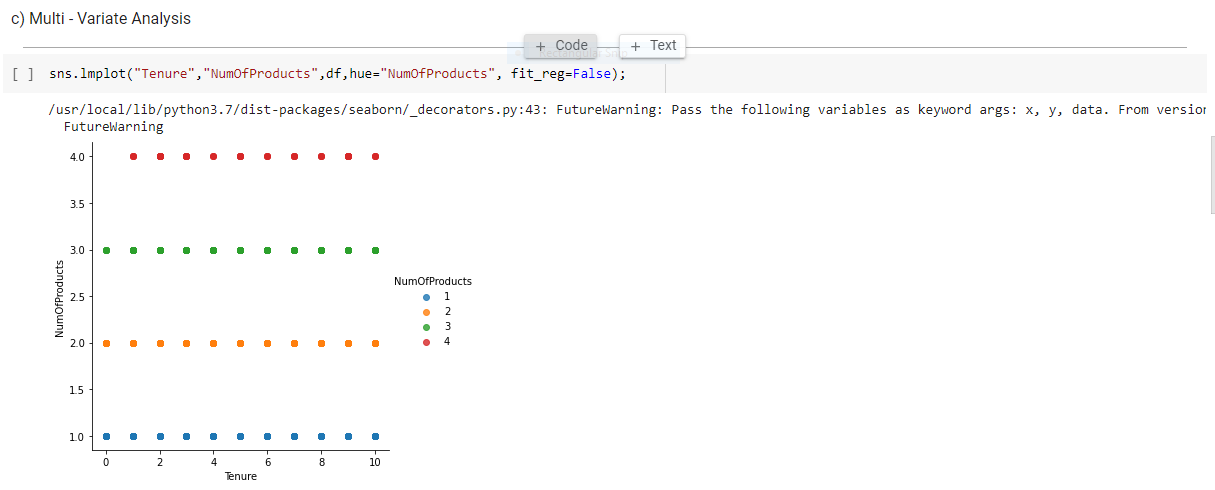 c) Multi - Variate Analysis
+ Code + Text
[ ] sns.lmplot("Tenure","NumOfProducts",df,hue="NumOfProducts", fit_reg=False);
/usr/local/lib/python3.7/dist-packages/seaborn/_decorators.py:43: FutureWarning: Pass the following variables as keyword args: x, y, data. From version
FutureWarning
4.0
3.5
3.0
2.5
2.0
1.5
1.0
NumOfProducts
0 2 4 6 8 10
Tenure
NumOfProducts
1
2
3
4